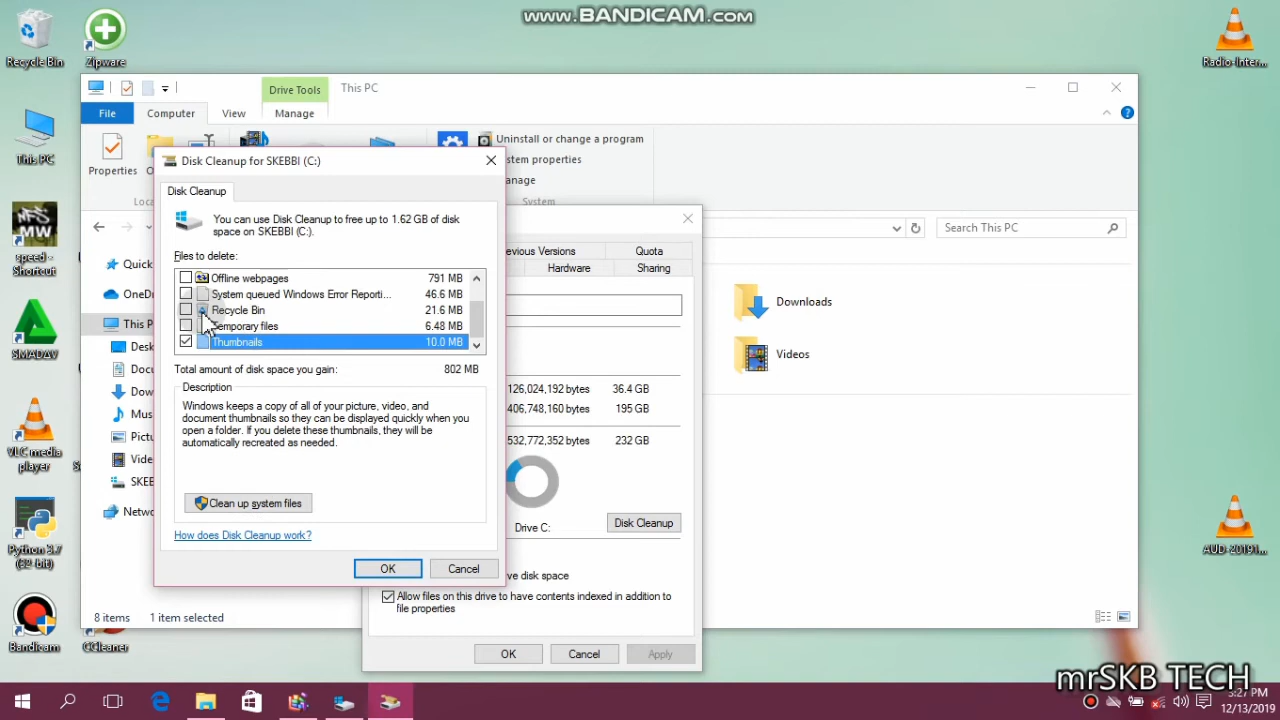 www.BANDICAM.com
Recycle Bin
Zipware
This PC
speed -
Shortcut
SMADAV
VLC media
player
Python 3.7
(32-bit)
Bandicam
CCleaner
Radio-Inter...
AUD-20191...
Drive Tools
This PC
File
Computer
View
Manage
Properties
Uninstall or change a program
stem properties
anage
System
Search This PC
Quick
OneD
This P
Desk
Docu
Dow
Mus
Pictu
Vide
SKE
Netwo
Downloads
Videos
8 items
1 item selected
Disk Cleanup for SKEBBI (C:)
Disk Cleanup
You can use Disk Cleanup to free up to 1.62 GB of disk
space on SKEBBI (C:).
Files to delete:
Offline webpages 791 MB
System queued Windows Error Reporti... 46.6 MB
Recycle Bin 21.6 MB
Temporary files 6.48 MB
Thumbnails 10.0 MB
Total amount of disk space you gain: 802 MB
Description
Windows keeps a copy of all of your picture, video, and
document thumbnails so they can be displayed quickly when you
open a folder. If you delete these thumbnails, they will be
automatically recreated as needed.
Clean up system files
How does Disk Cleanup work?
OK
Cancel
evious Versions
Quota
Hardware
Sharing
126,024,192 bytes 36.4 GB
406,748,160 bytes 195 GB
532,772,352 bytes 232 GB
Drive C:
Disk Cleanup
ve disk space
Allow files on this drive to have contents indexed in addition to
file properties
OK
Cancel
Apply
mrSKB TECH
3:27 PM
12/13/2019